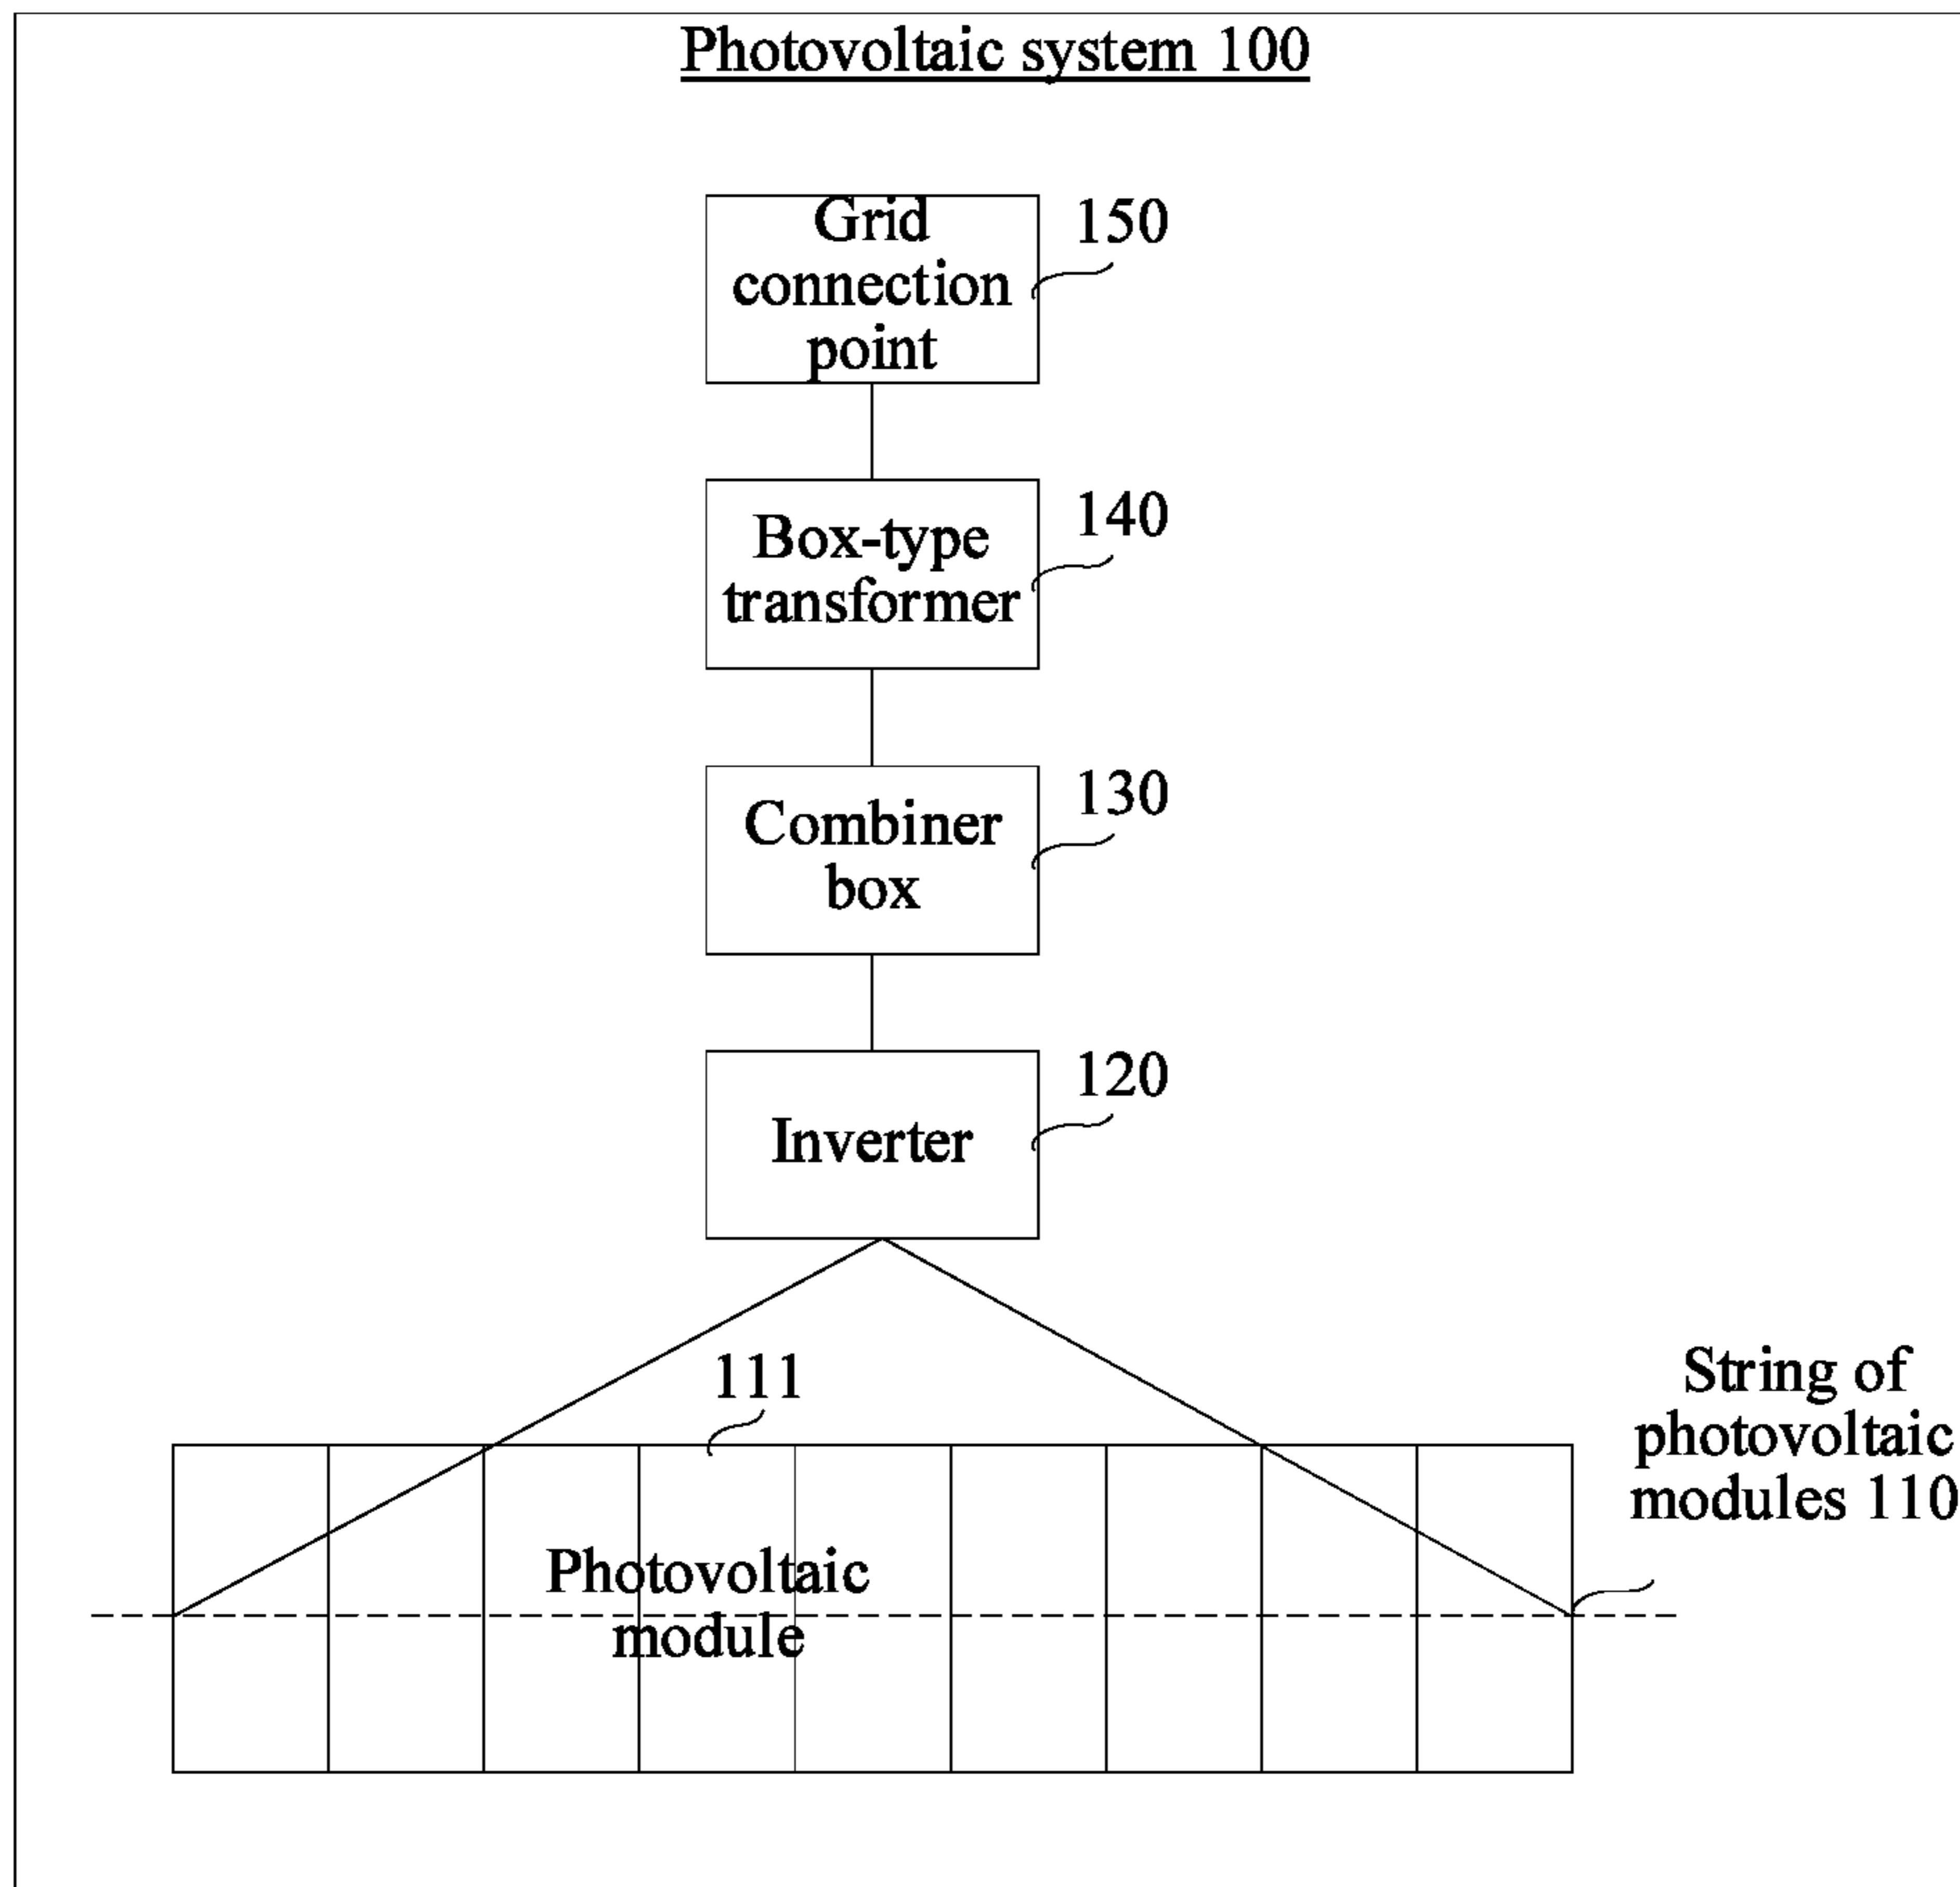 Photovoltaic system 100
Grid
connection
point
150
Box-type
transformer
140
Combiner
box
130
Inverter
120
111
String of
photovoltaic
modules 110
Photovoltaic
module